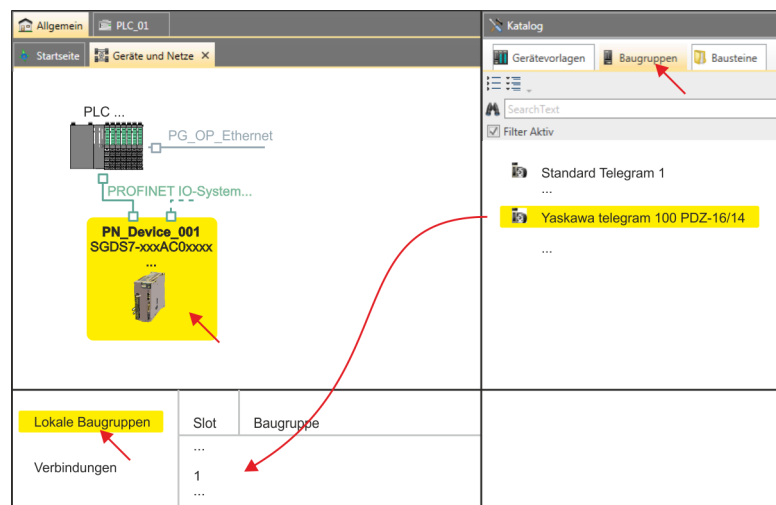 Allgemein
PLC_01
Startseite
Geräte und Netze
PLC ...
PG_OP_Ethernet
PROFINET IO-System...
PN_Device_001
SGDS7-xxxAC0xxxx
...
Lokale Baugruppen
Verbindungen
Slot
Baugruppe
...
1
...
Katalog
Gerätevorlagen
Baugruppen
Bausteine
SearchText
Filter Aktiv
Standard Telegram 1
...
Yaskawa telegram 100 PDZ-16/14
...